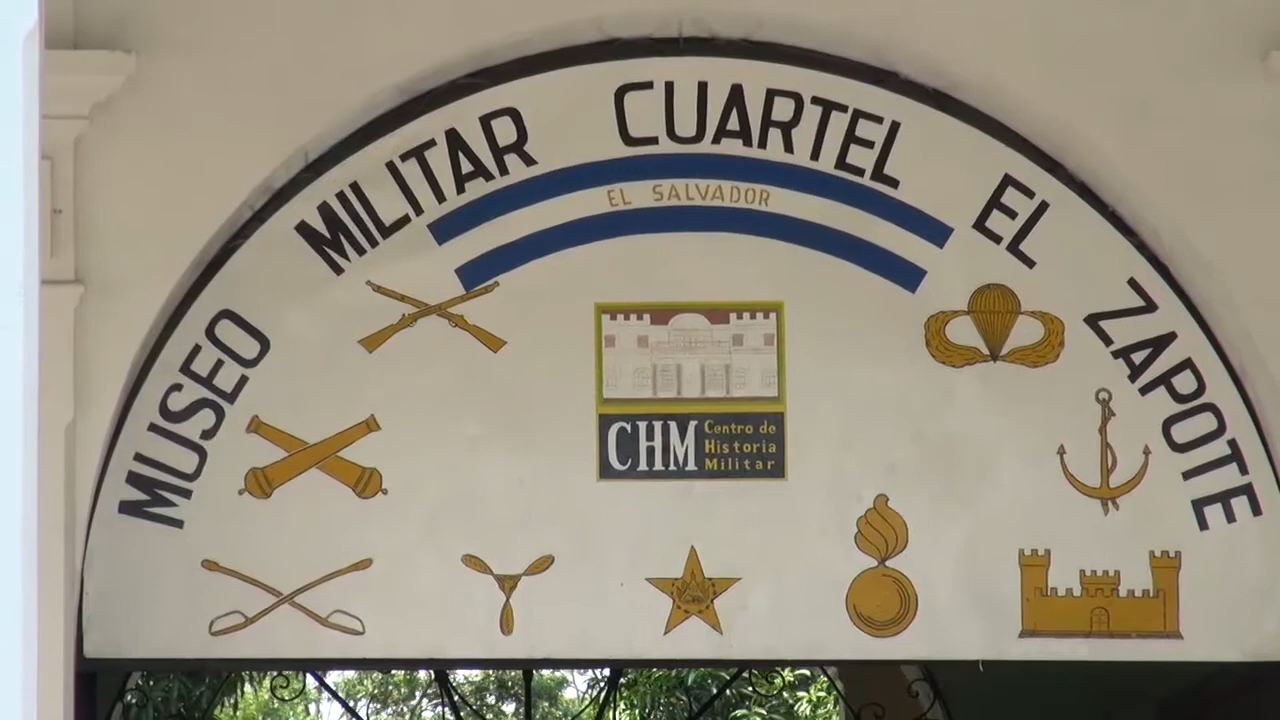 MUSEO MILITAR CUARTEL EL ZAPOTE
EL SALVADOR
CHM
Centro de
Historia
Militar